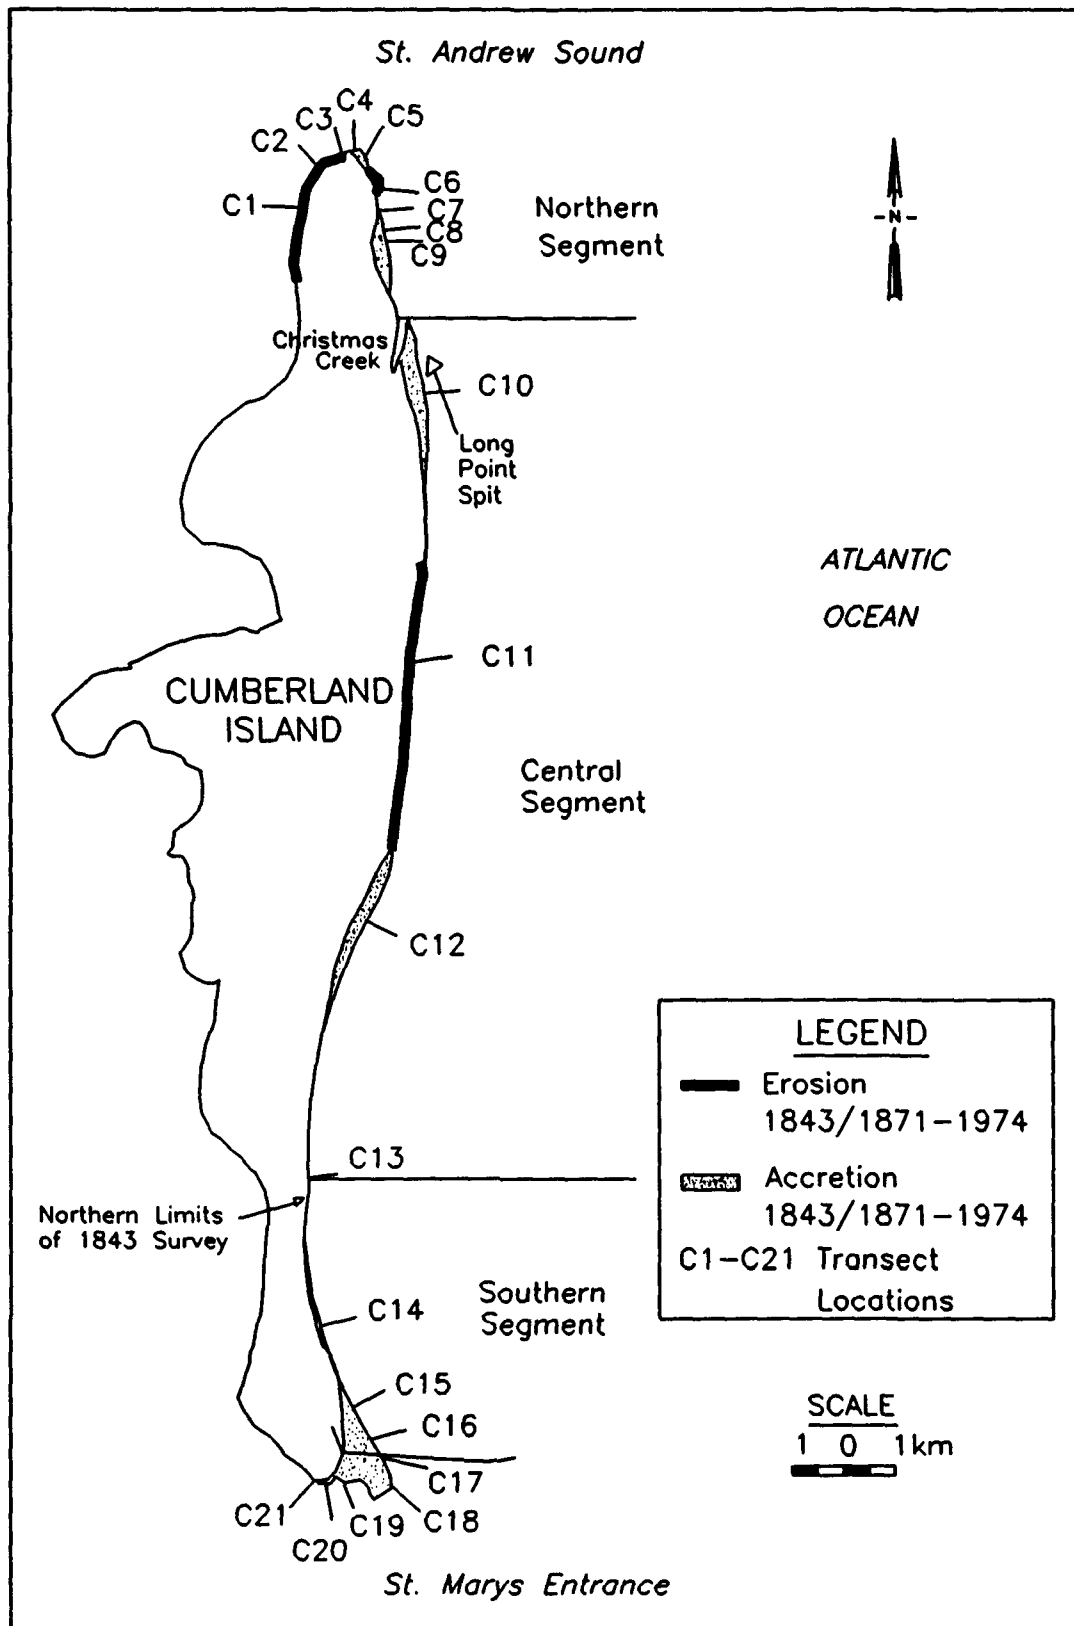 St. Andrew Sound
C4
C3
C5
C2
C6
C1
C7
C8
C9
Northern
Segment
-N-
Christmas
Creek
C10
Long
Point
Spit
ATLANTIC
OCEAN
C11
CUMBERLAND
ISLAND
Central
Segment
C12
LEGEND
Erosion
1843/1871-1974
Accretion
1843/1871-1974
C1-C21 Transect
Locations
C13
Northern Limits
of 1843 Survey
Southern
Segment
C14
C15
C16
C17
C18
C19
C20
C21
SCALE
1 0 1km
St. Marys Entrance